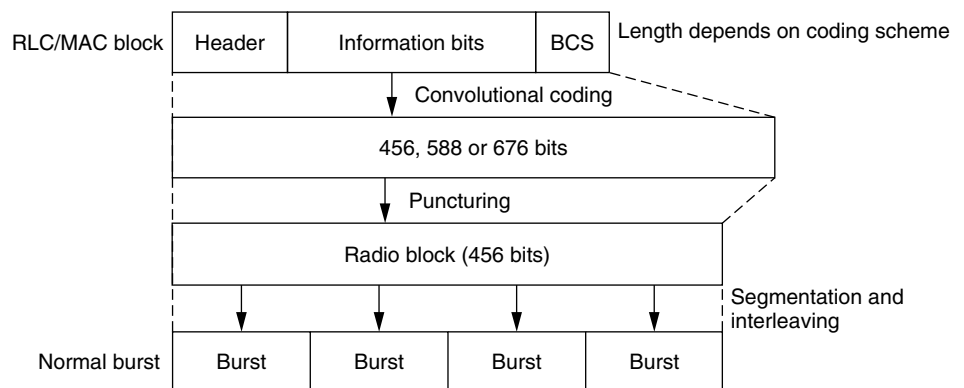 RLC/MAC block
Header
Information bits
BCS
Length depends on coding scheme
Convolutional coding
456, 588 or 676 bits
Puncturing
Radio block (456 bits)
Segmentation and
interleaving
Normal burst
Burst
Burst
Burst
Burst